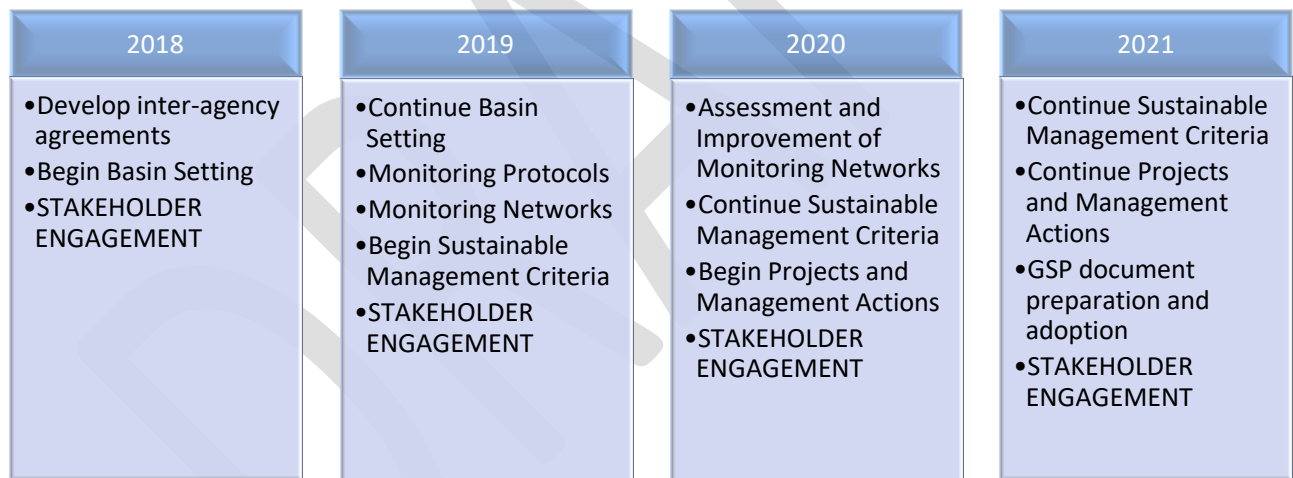 2018
•Develop inter-agency
agreements
•Begin Basin Setting
•STAKEHOLDER
ENGAGEMENT
2019
•Continue Basin
Setting
•Monitoring Protocols
•Monitoring Networks
•Begin Sustainable
Management Criteria
•STAKEHOLDER
ENGAGEMENT
2020
•Assessment and
Improvement of
Monitoring Networks
•Continue Sustainable
Management Criteria
•Begin Projects and
Management Actions
•STAKEHOLDER
ENGAGEMENT
2021
•Continue Sustainable
Management Criteria
•Continue Projects
and Management
Actions
•GSP document
preparation and
adoption
•STAKEHOLDER
ENGAGEMENT